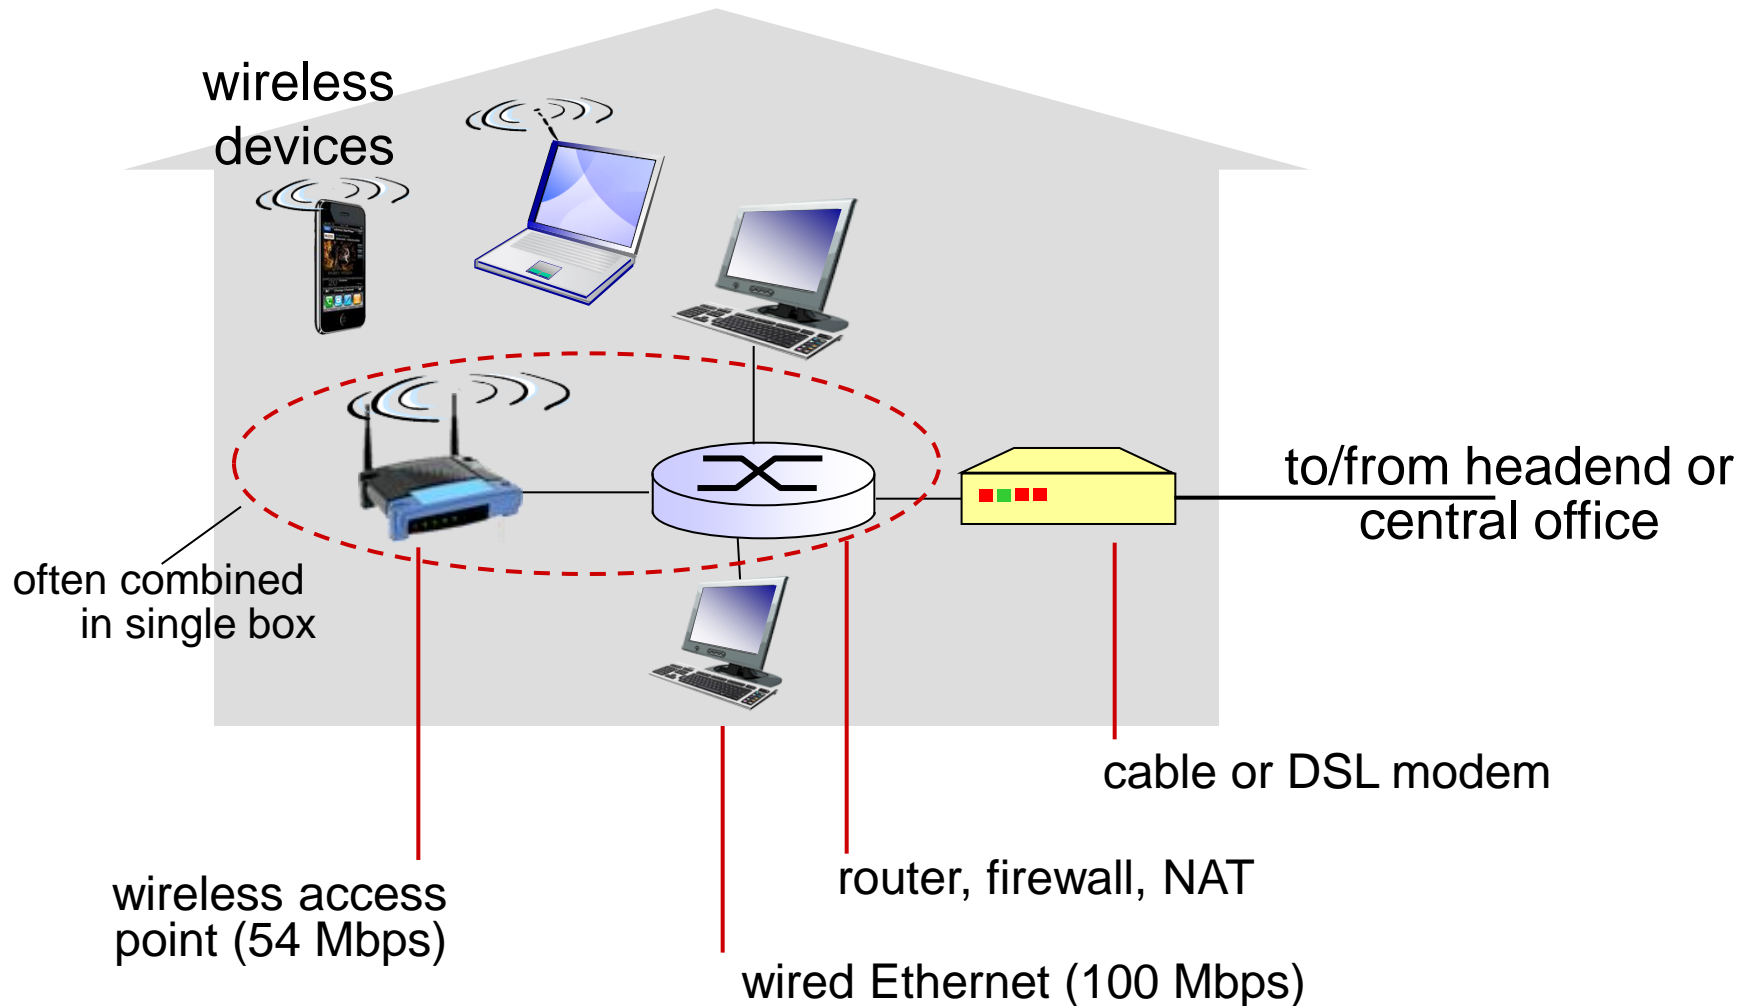 wireless
devices
to/from headend or
central office
often combined
in single box
cable or DSL modem
router, firewall, NAT
wireless access
point (54 Mbps)
wired Ethernet (100 Mbps)